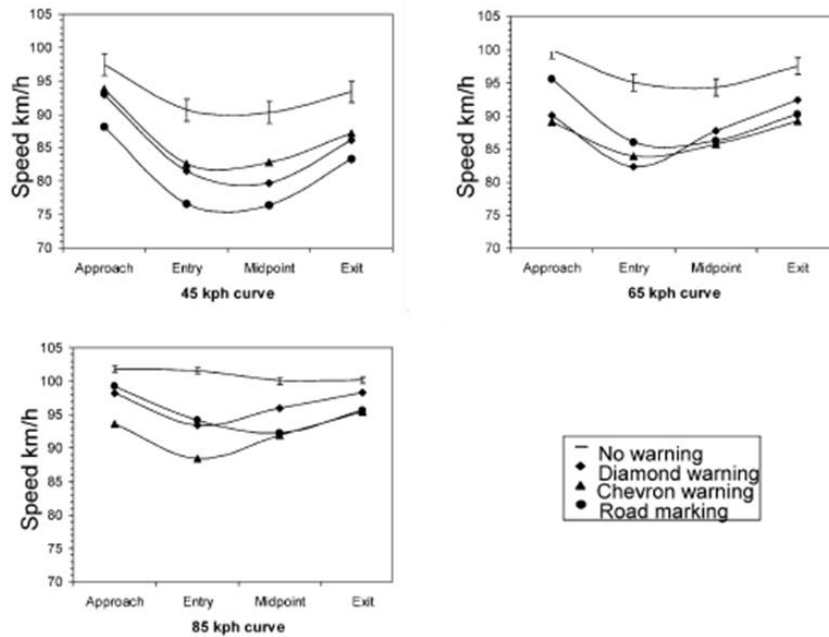 105
100
95
90
85
80
75
70
Speed km/h
Approach Entry Midpoint Exit
45 kph curve
105
100
95
90
85
80
75
70
Speed km/h
Approach Entry Midpoint Exit
65 kph curve
105
100
95
90
85
80
75
70
Speed km/h
Approach Entry Midpoint Exit
85 kph curve
No warning
Diamond warning
Chevron warning
Road marking